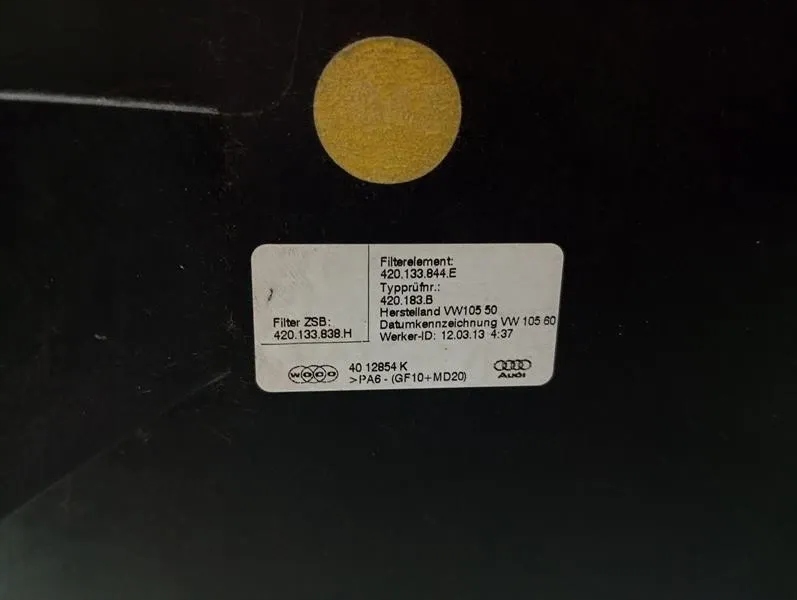 Filterelement:
420.133.844.E
Typprüfnr.:
420.183.B
Herstelland VW105 50
Datumkennzeichnung VW 105 60
Werker-ID: 12.03.13 4:37
Filter ZSB:
420.133.838.H
WOCO
40 12854 K
>PA6 - (GF10+MD20)
Audi